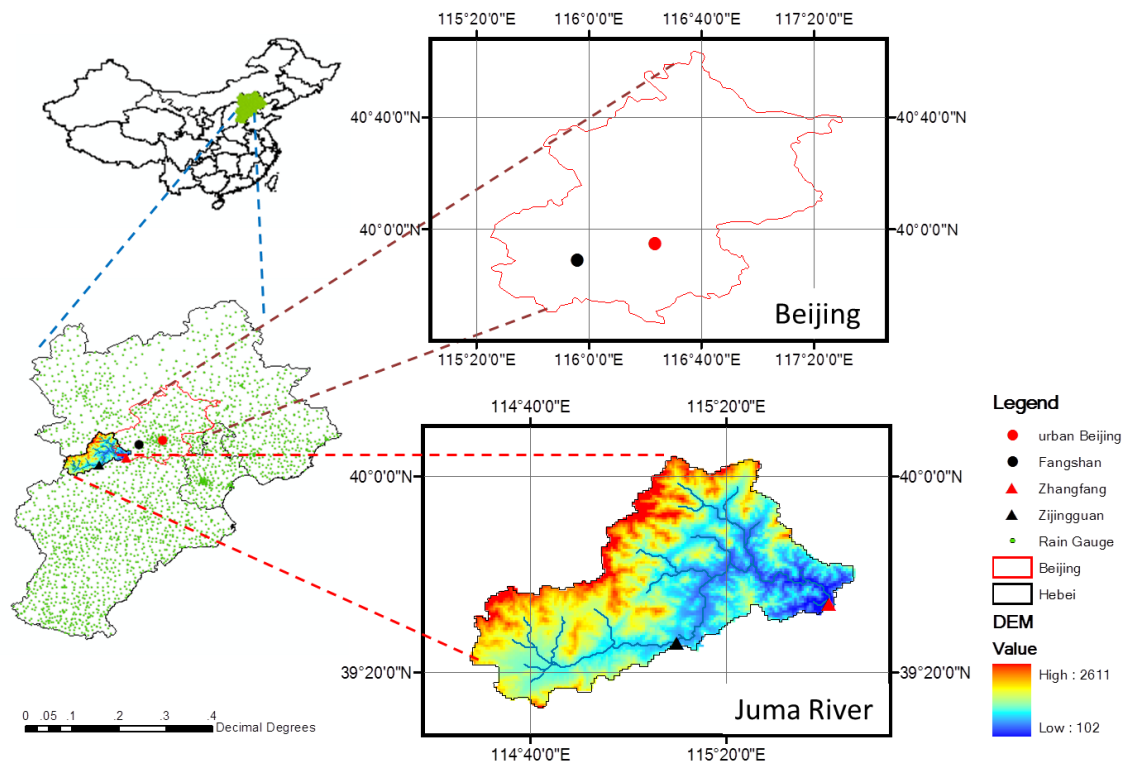 115°20'0"E 116°0'0"E 116°40'0"E 117°20'0"E
40°40'0"N 40°40'0"N
40°0'0"N 40°0'0"N
Beijing
115°20'0"E 116°0'0"E 116°40'0"E 117°20'0"E
114°40'0"E 115°20'0"E
40°0'0"N 40°0'0"N
39°20'0"N 39°20'0"N
Juma River
114°40'0"E 115°20'0"E
Legend
urban Beijing
Fangshan
Zhangfang
Zijingguan
Rain Gauge
Beijing
Hebei
DEM
Value
High : 2611
Low : 102
0 .05 .1 .2 .3 .4
Decimal Degrees